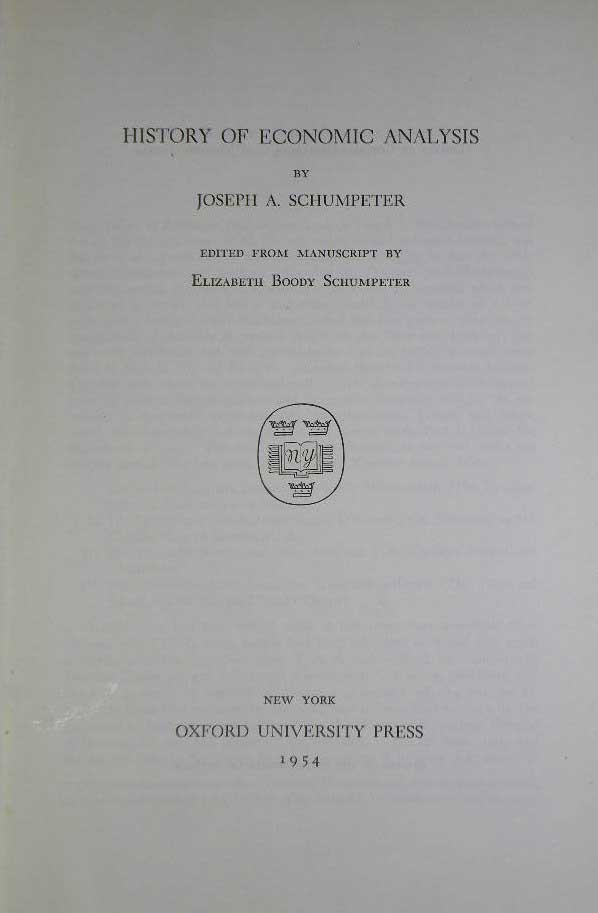 HISTORY OF ECONOMIC ANALYSIS
BY
JOSEPH A. SCHUMPETER
EDITED FROM MANUSCRIPT BY
ELIZABETH BOODY SCHUMPETER
NY
NEW YORK
OXFORD UNIVERSITY PRESS
1954